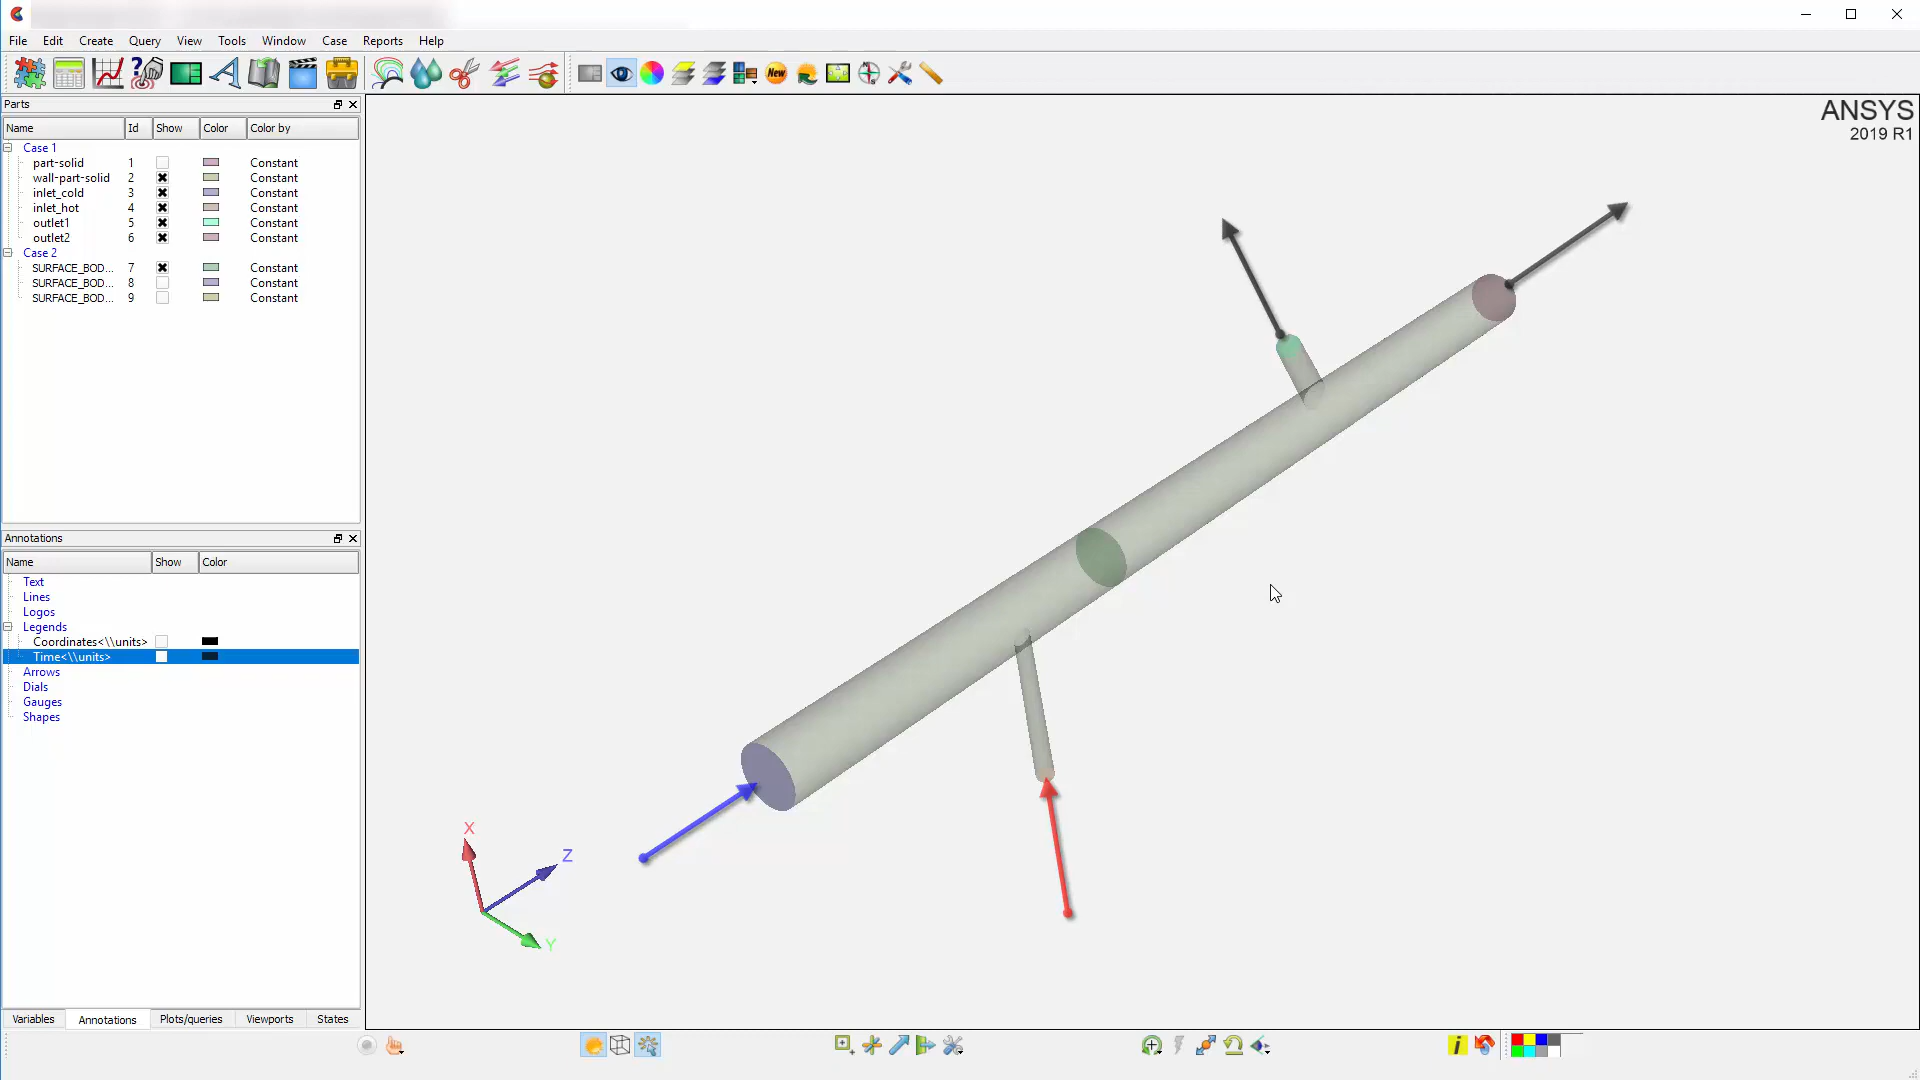 File Edit Create Query View Tools Window Case Reports Help
New
Parts
Name Id Show Color Color by
Case 1
part-solid 1 Constant
wall-part-solid 2 Constant
inlet_cold 3 Constant
inlet_hot 4 Constant
outlet1 5 Constant
outlet2 6 Constant
Case 2
SURFACE_BOD... 7 Constant
SURFACE_BOD... 8 Constant
SURFACE_BOD... 9 Constant
Annotations
Name Show Color
Text
Lines
Logos
Legends
Coordinates<\\units>
Time<\\units>
Arrows
Dials
Gauges
Shapes
Variables Annotations Plots/queries Viewports States
ANSYS
2019 R1
X
Z
Y